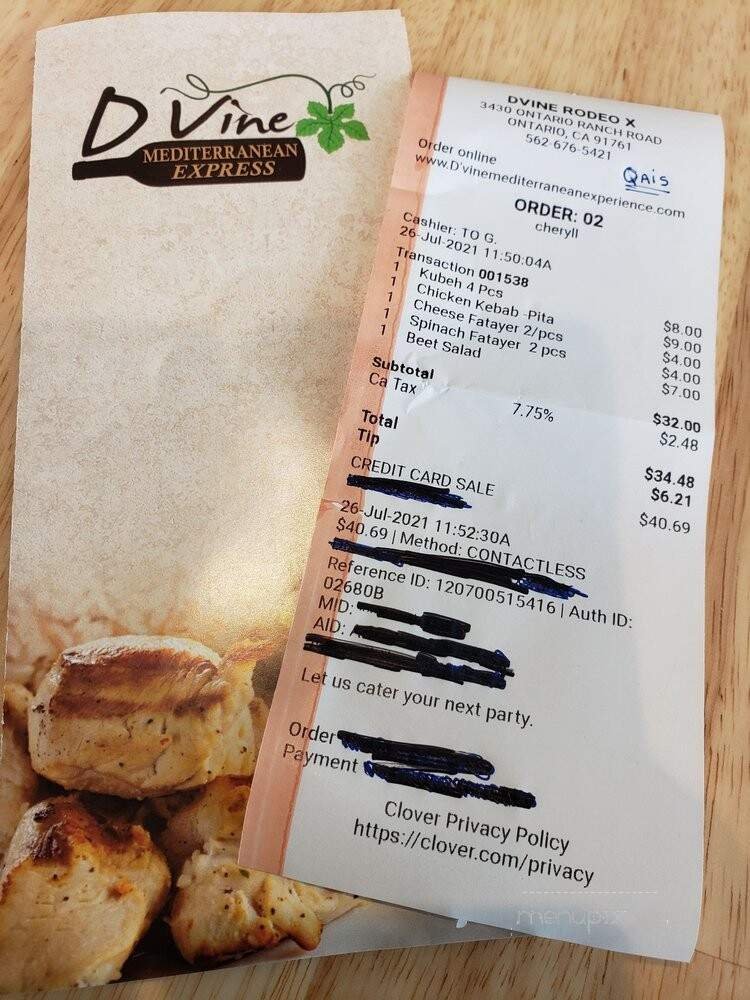 D Vine
MEDITERRANEAN
EXPRESS
DVINE RODEO X
3430 ONTARIO RANCH ROAD
ONTARIO, CA 91761
562-676-5421
Order online
QAIS
www.D'vinemediterraneanexperience.com
ORDER: 02
cheryll
Cashier: TO G.
26-Jul-2021 11:50:04A
Transaction 001538
1 Kubeh 4 Pcs $8.00
1 Chicken Kebab -Pita $9.00
1 Cheese Fatayer 2/pcs $4.00
1 Spinach Fatayer 2 pcs $4.00
1 Beet Salad $7.00
Subtotal $32.00
Ca Tax 7.75% $2.48
Total $34.48
Tip $6.21
CREDIT CARD SALE $40.69
26-Jul-2021 11:52:30A
$40.69 | Method: CONTACTLESS
Reference ID: 120700515416 | Auth ID:
02680B
MID:
AID:
Let us cater your next party.
Order
Payment
Clover Privacy Policy
https://clover.com/privacy
menupix